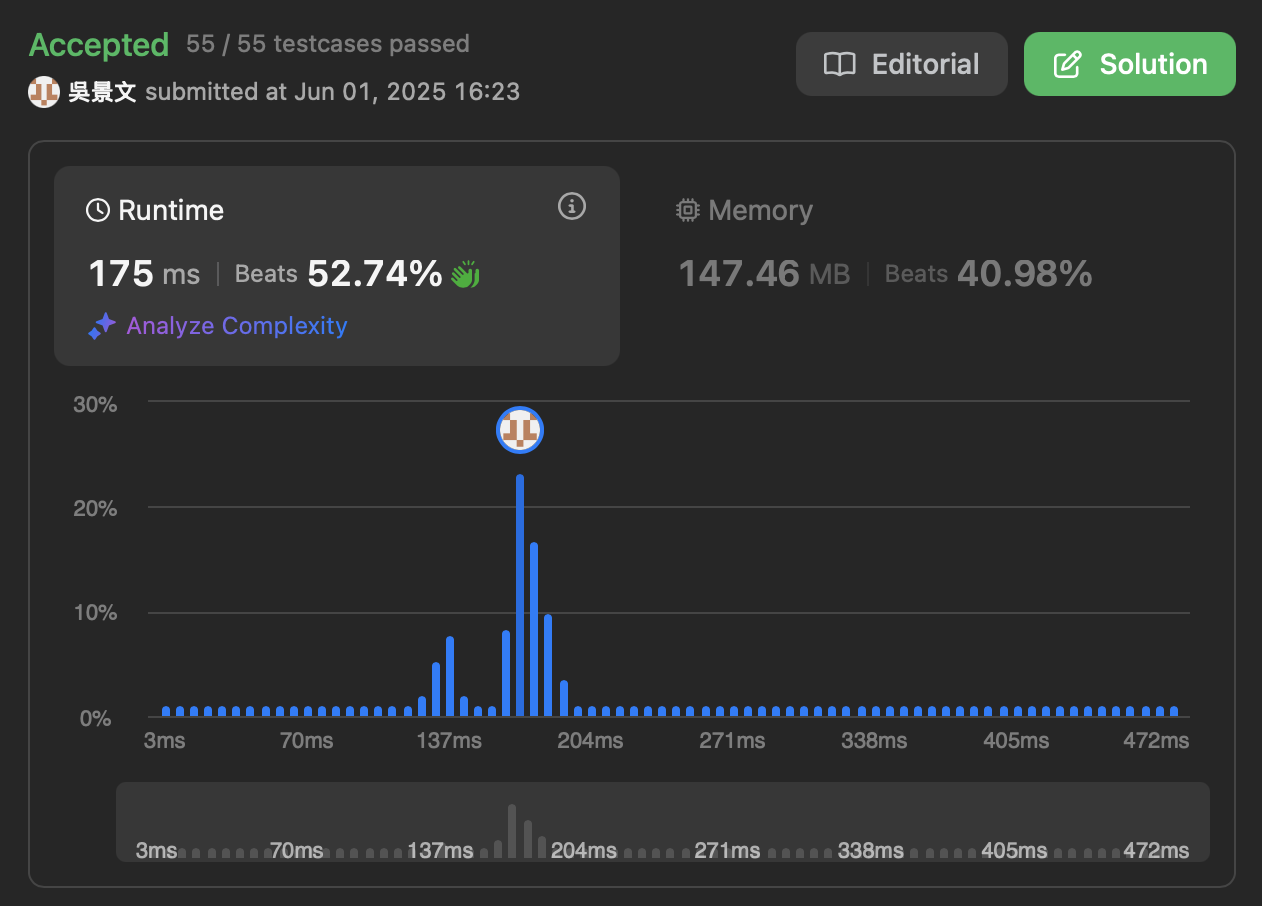 Accepted 55 / 55 testcases passed
吳景文 submitted at Jun 01, 2025 16:23
Editorial
Solution
Runtime
175 ms | Beats 52.74%
Analyze Complexity
Memory
147.46 MB | Beats 40.98%
30%
20%
10%
0%
3ms 70ms 137ms 204ms 271ms 338ms 405ms 472ms
3ms 70ms 137ms 204ms 271ms 338ms 405ms 472ms